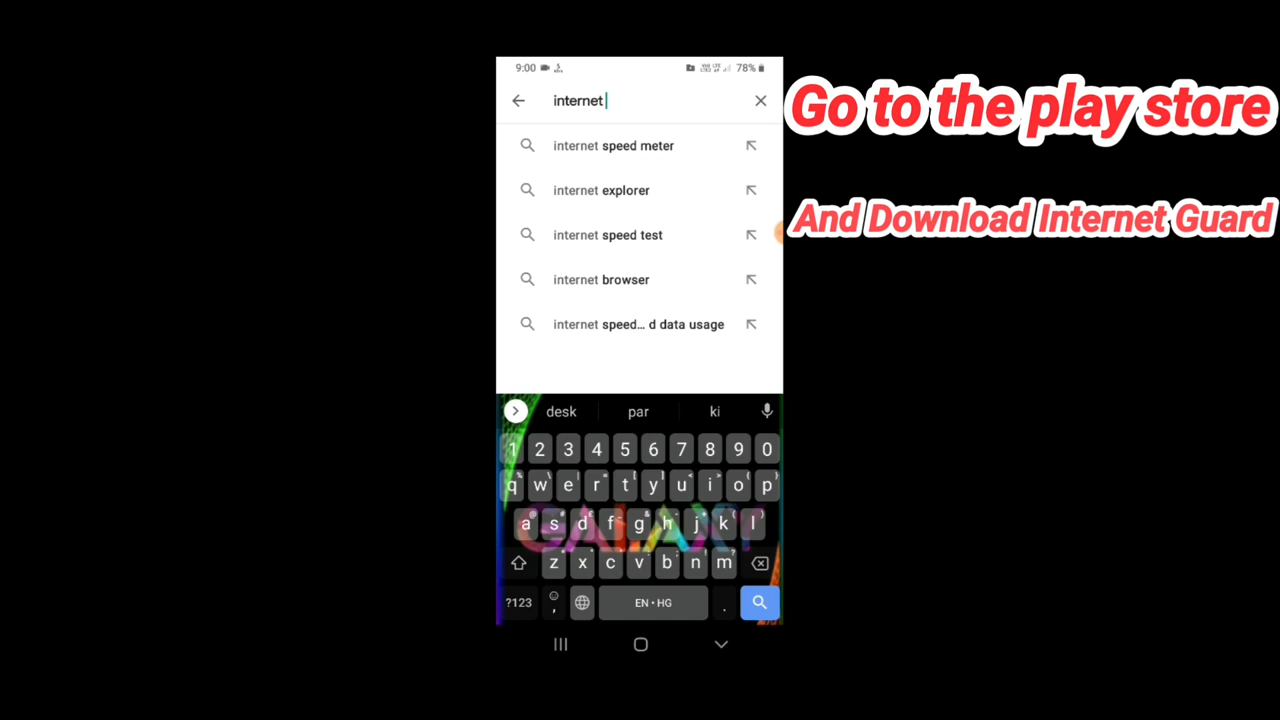 9:00 78%
internet
Go to the play store
internet speed meter
internet explorer
And Download Internet Guard
internet speed test
internet browser
internet speed... d data usage
desk par ki
1 2 3 4 5 6 7 8 9 0
q w e r t y u i o p
a s d f g h j k l
GALAXY
z x c v b n m
?123 , EN • HG .